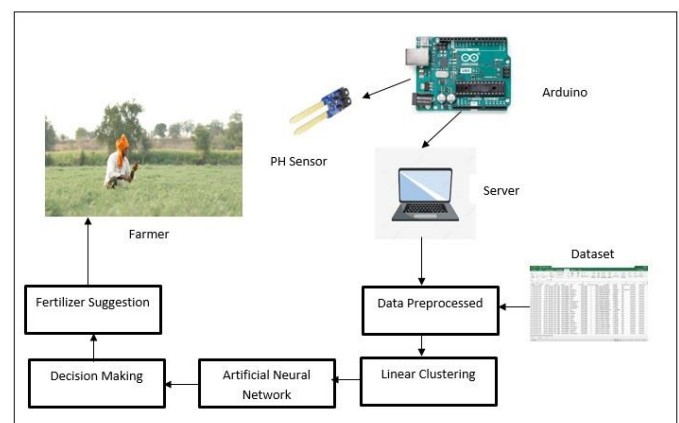 Arduino
PH Sensor
Server
Farmer
Dataset
Fertilizer Suggestion
Data Preprocessed
Decision Making
Artificial Neural
Network
Linear Clustering